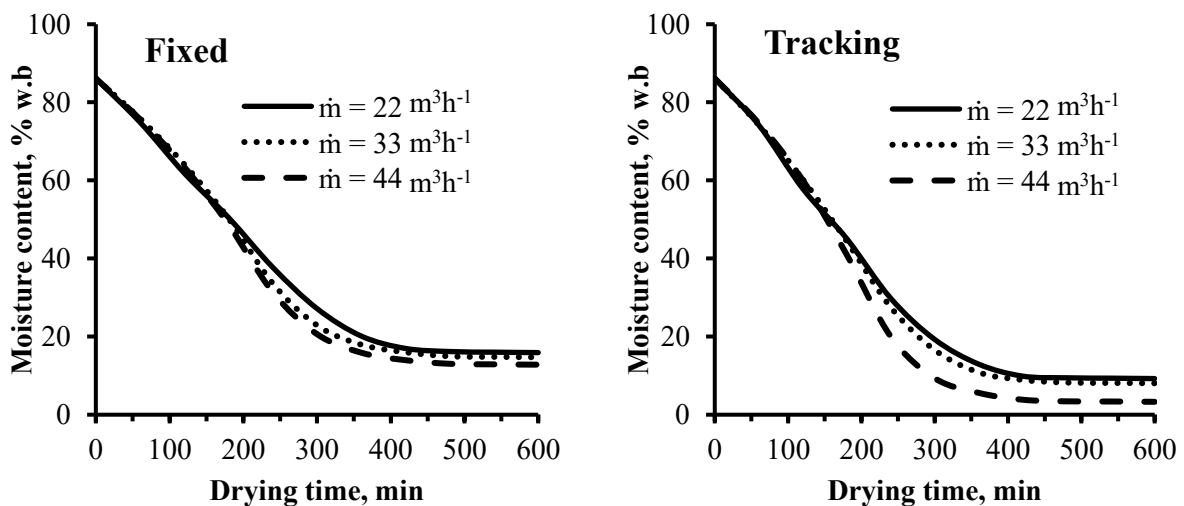 Fixed
ṁ = 22 m³h⁻¹
ṁ = 33 m³h⁻¹
ṁ = 44 m³h⁻¹
Moisture content, % w.b
100
80
60
40
20
0
0 100 200 300 400 500 600
Drying time, min
Tracking
ṁ = 22 m³h⁻¹
ṁ = 33 m³h⁻¹
ṁ = 44 m³h⁻¹
Moisture content, % w.b
100
80
60
40
20
0
0 100 200 300 400 500 600
Drying time, min